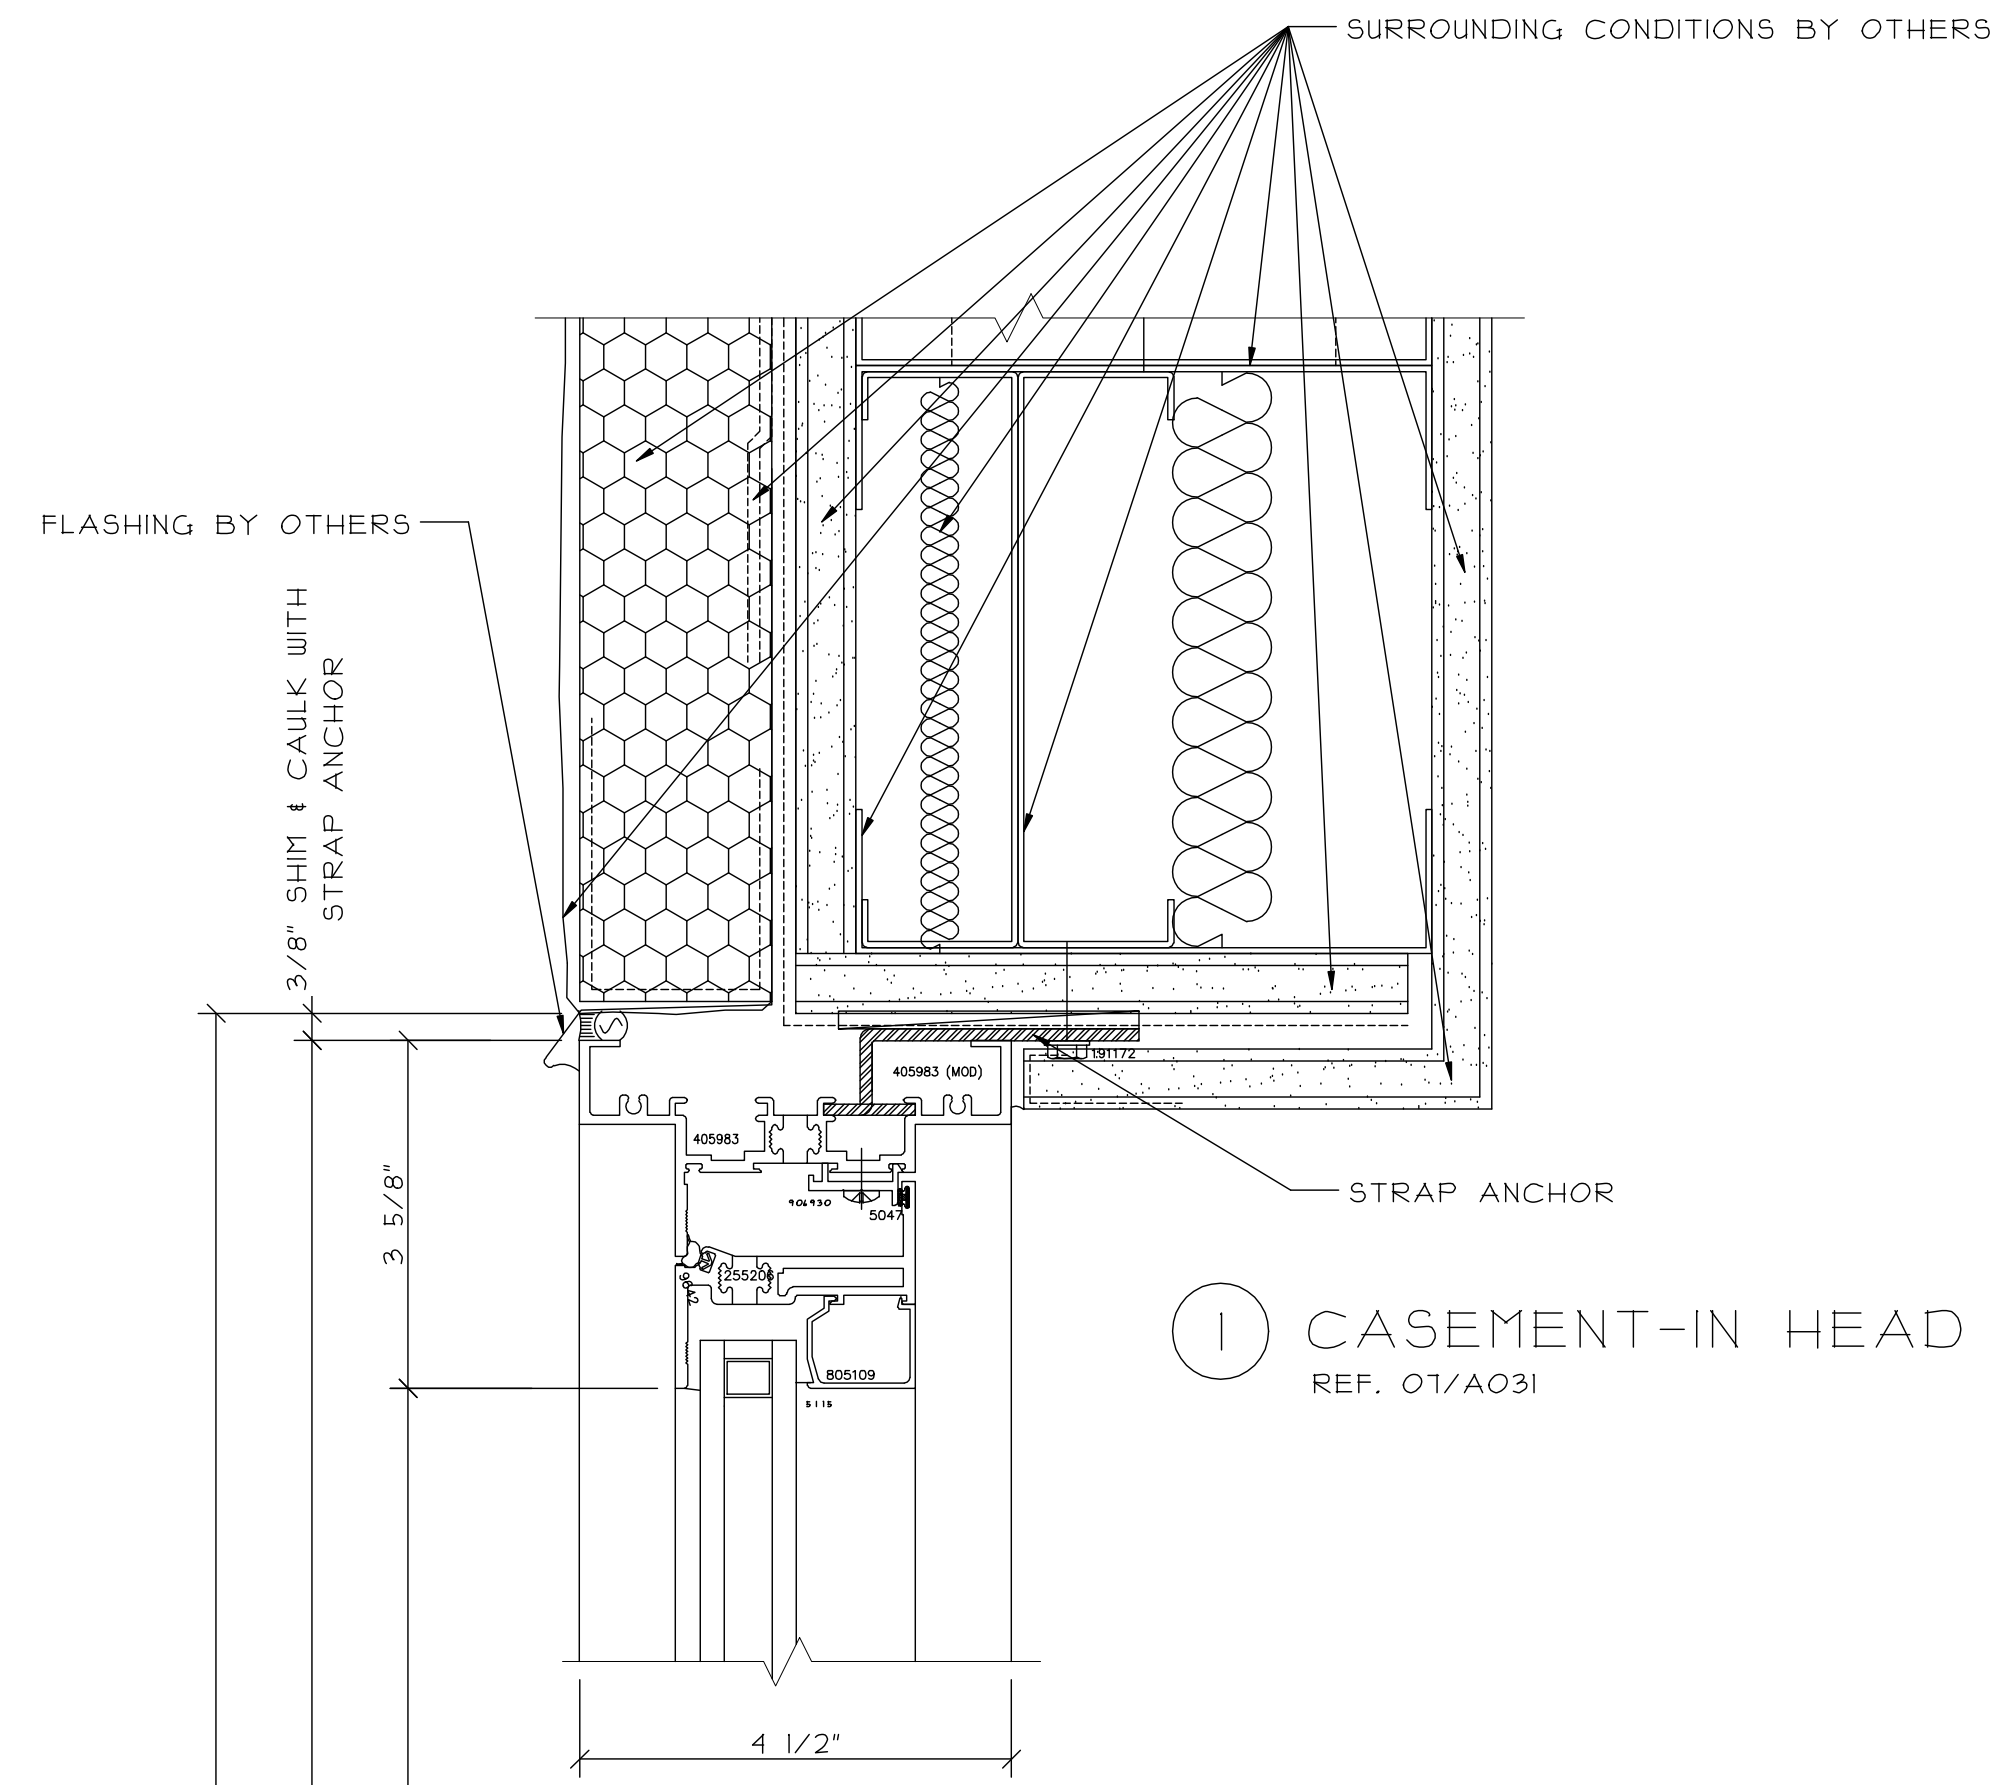 SURROUNDING CONDITIONS BY OTHERS
FLASHING BY OTHERS
3/8" SHIM & CAULK WITH
STRAP ANCHOR
191172
405983 (MOD)
405983
3 5/8"
STRAP ANCHOR
906930
5047
255206
9642
805109
5115
1
CASEMENT-IN HEAD
REF. 07/A031
4 1/2"